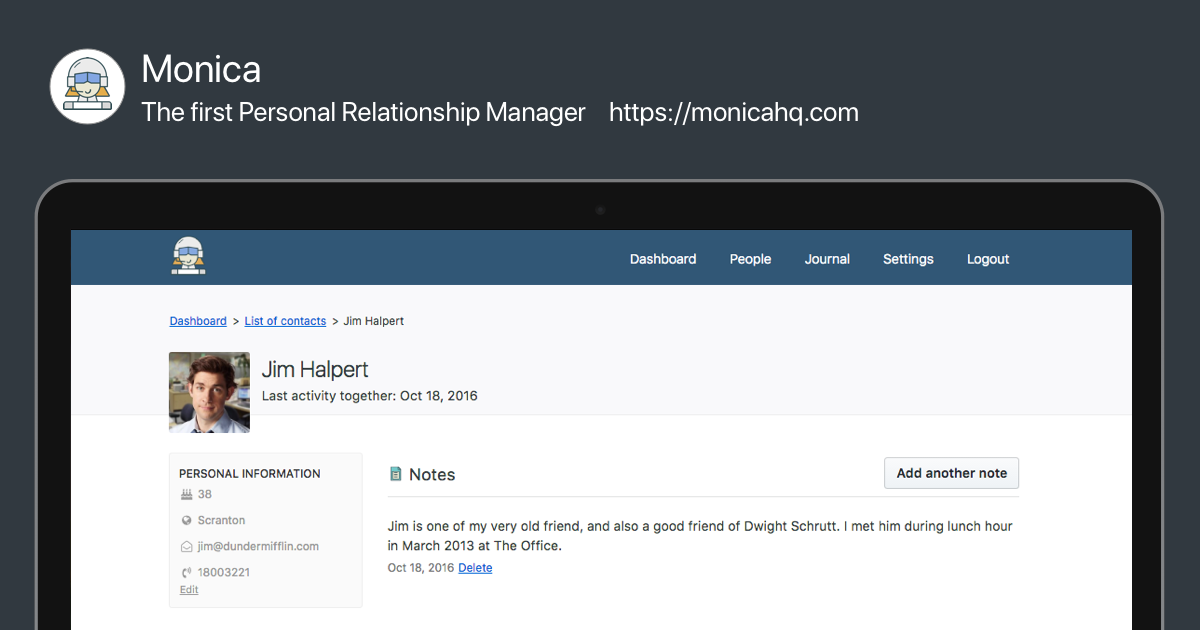 Monica
The first Personal Relationship Manager https://monicahq.com
Dashboard People Journal Settings Logout
Dashboard > List of contacts > Jim Halpert
Jim Halpert
Last activity together: Oct 18, 2016
PERSONAL INFORMATION
38
Scranton
jim@dundermifflin.com
18003221
Edit
Notes
Add another note
Jim is one of my very old friend, and also a good friend of Dwight Schrutt. I met him during lunch hour
in March 2013 at The Office.
Oct 18, 2016 Delete